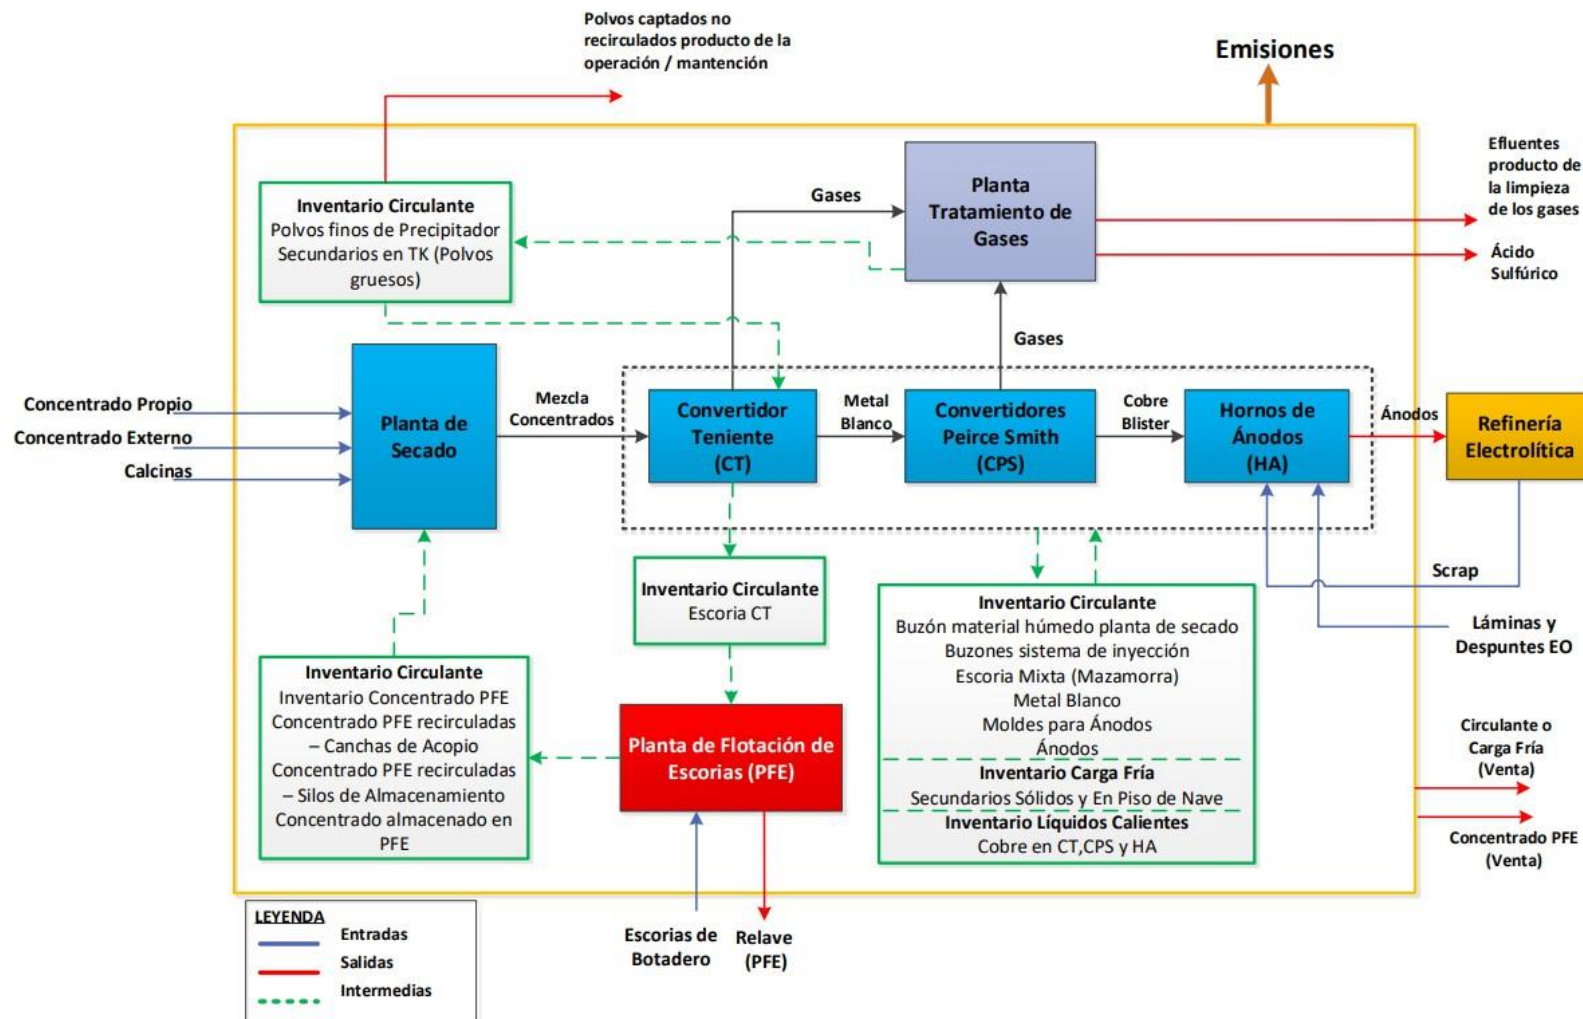 Polvos captados no
recirculados producto de la
operación / mantención
Emisiones
Efluentes
producto de
la limpieza
de los gases
Ácido
Sulfúrico
Inventario Circulante
Polvos finos de Precipitador
Secundarios en TK (Polvos
gruesos)
Gases
Planta
Tratamiento de
Gases
Gases
Concentrado Propio
Concentrado Externo
Calcinas
Planta de
Secado
Mezcla
Concentrados
Convertidor
Teniente
(CT)
Metal
Blanco
Convertidores
Peirce Smith
(CPS)
Cobre
Blister
Hornos de
Ánodos
(HA)
Ánodos
Refinería
Electrolítica
Scrap
Láminas y
Despuntes EO
Inventario Circulante
Escoria CT
Inventario Circulante
Buzón material húmedo planta de secado
Buzones sistema de inyección
Escoria Mixta (Mazamorra)
Metal Blanco
Moldes para Ánodos
Ánodos
Inventario Carga Fría
Secundarios Sólidos y En Piso de Nave
Inventario Líquidos Calientes
Cobre en CT,CPS y HA
Inventario Circulante
Inventario Concentrado PFE
Concentrado PFE recirculadas
– Canchas de Acopio
Concentrado PFE recirculadas
– Silos de Almacenamiento
Concentrado almacenado en
PFE
Planta de Flotación de
Escorias (PFE)
Circulante o
Carga Fría
(Venta)
Concentrado PFE
(Venta)
Escorias de
Botadero
Relave
(PFE)
LEYENDA
Entradas
Salidas
Intermedias